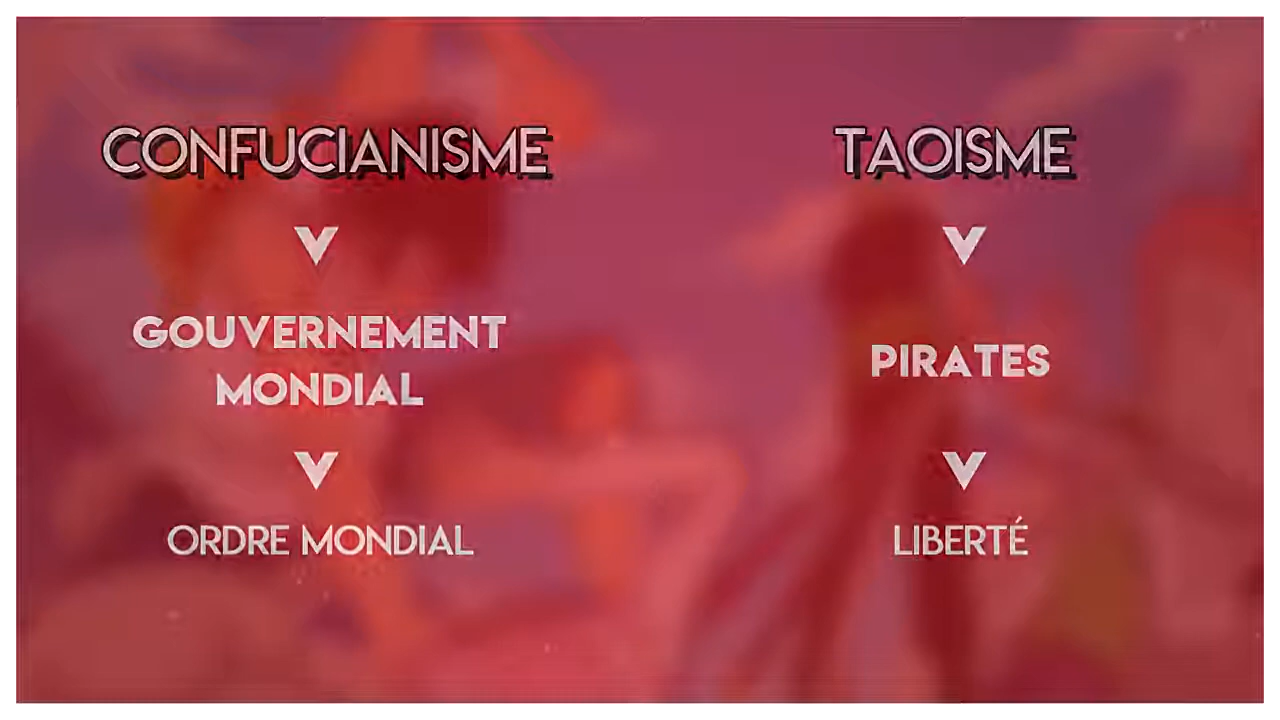 CONFUCIANISME
TAOISME
GOUVERNEMENT
MONDIAL
PIRATES
ORDRE MONDIAL
LIBERTÉ